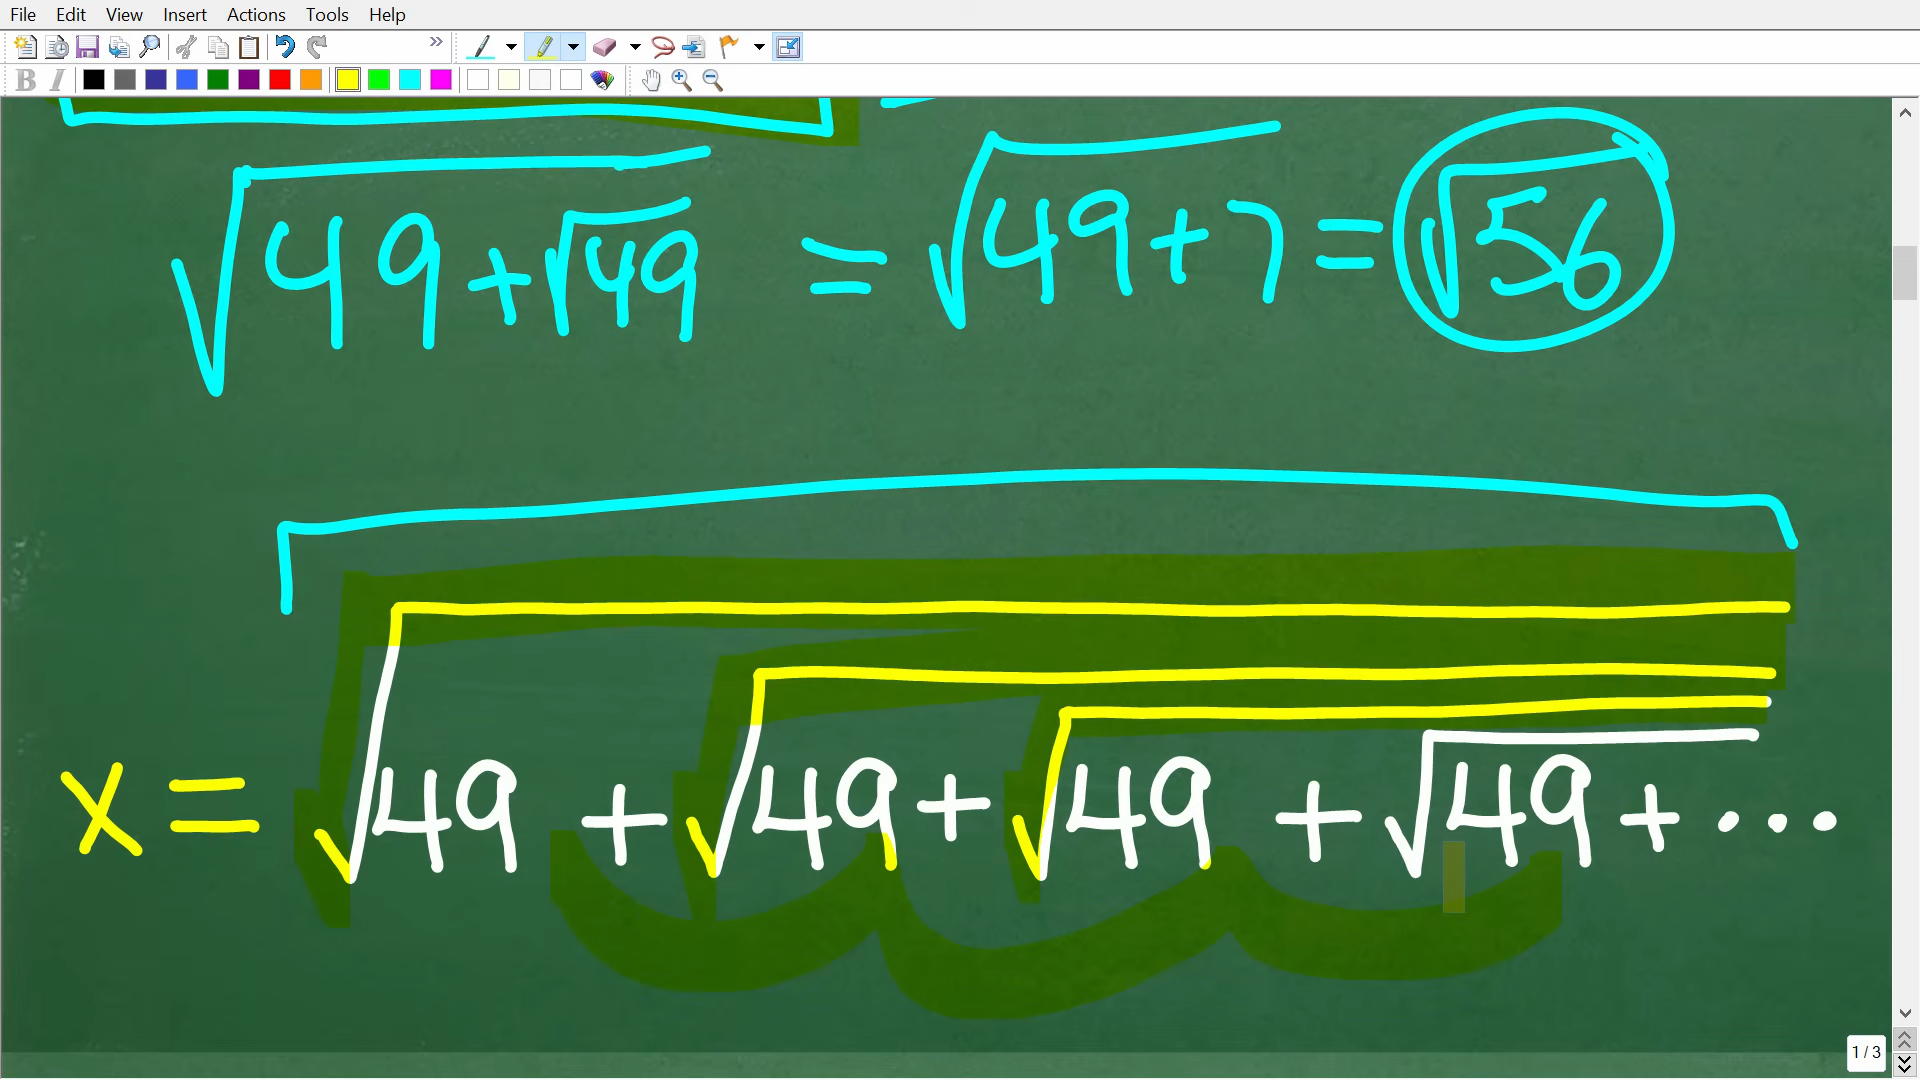 File Edit View Insert Actions Tools Help
B I
√(49+√49) = √(49+7) = √56
x = √(49 + √(49 + √(49 + √(49 + ...
1 / 3